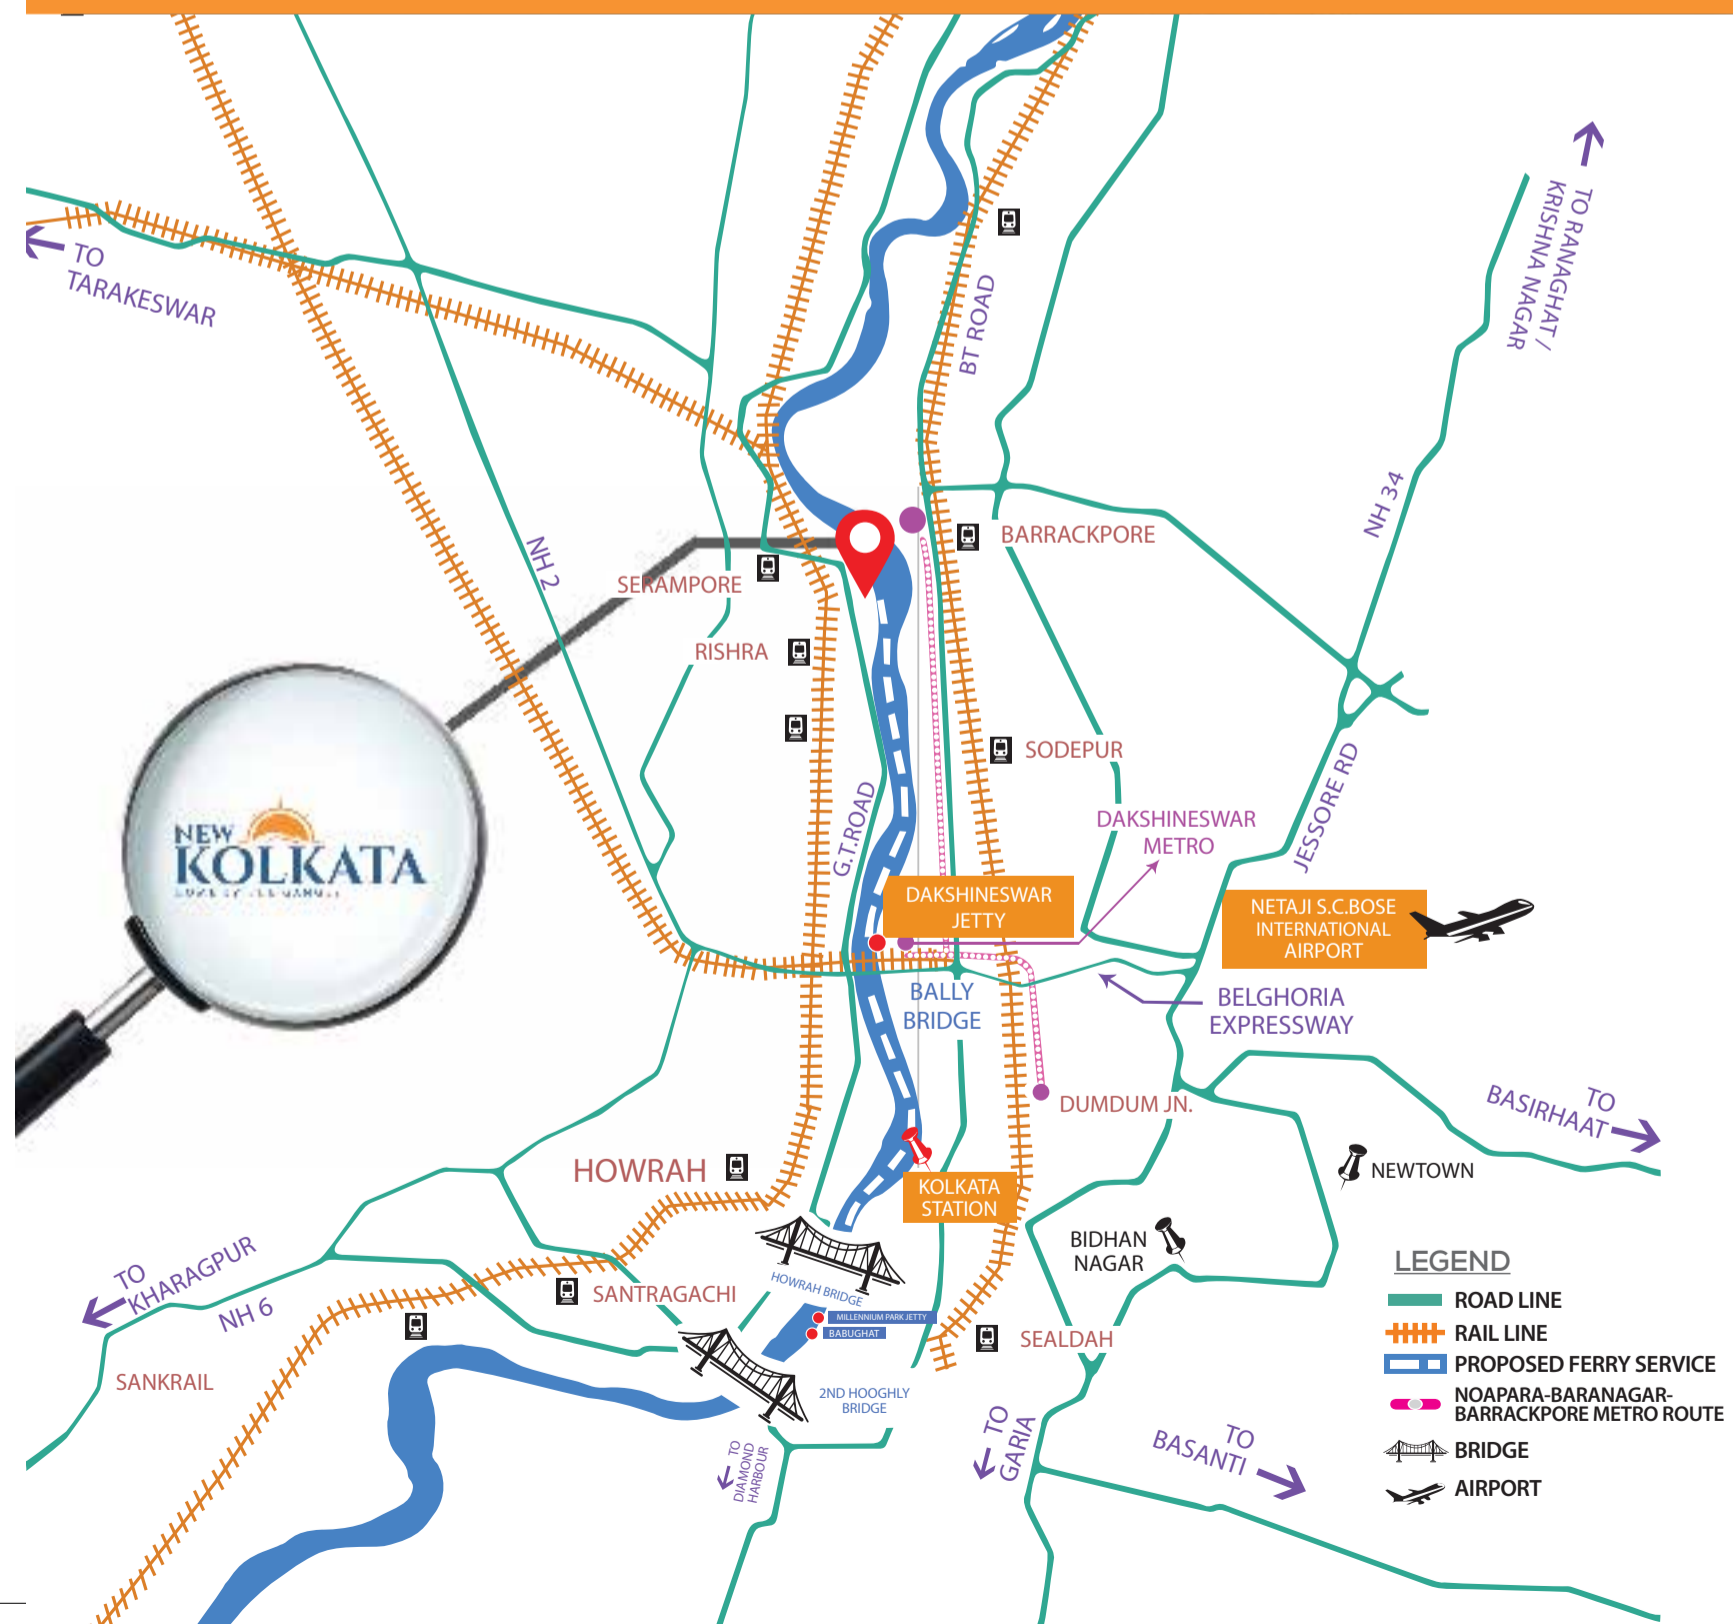 TO
TARAKESWAR
TO RANAGHAT /
KRISHNA NAGAR
BT ROAD
NH 34
NH 2
BARRACKPORE
SERAMPORE
RISHRA
SODEPUR
JESSORE RD
G.T.ROAD
DAKSHINESWAR
METRO
NEW
KOLKATA
DAKSHINESWAR
JETTY
NETAJI S.C.BOSE
INTERNATIONAL
AIRPORT
BALLY
BRIDGE
BELGHORIA
EXPRESSWAY
DUMDUM JN.
TO
BASIRHAAT
HOWRAH
NEWTOWN
KOLKATA
STATION
BIDHAN
NAGAR
TO
KHARAGPUR
NH 6
SANTRAGACHI
HOWRAH BRIDGE
MILLENNIUM PARK JETTY
BABUGHAT
SEALDAH
SANKRAIL
2ND HOOGHLY
BRIDGE
TO
DIAMOND
HARBOUR
TO
GARIA
TO
BASANTI
LEGEND
ROAD LINE
RAIL LINE
PROPOSED FERRY SERVICE
NOAPARA-BARANAGAR-
BARRACKPORE METRO ROUTE
BRIDGE
AIRPORT